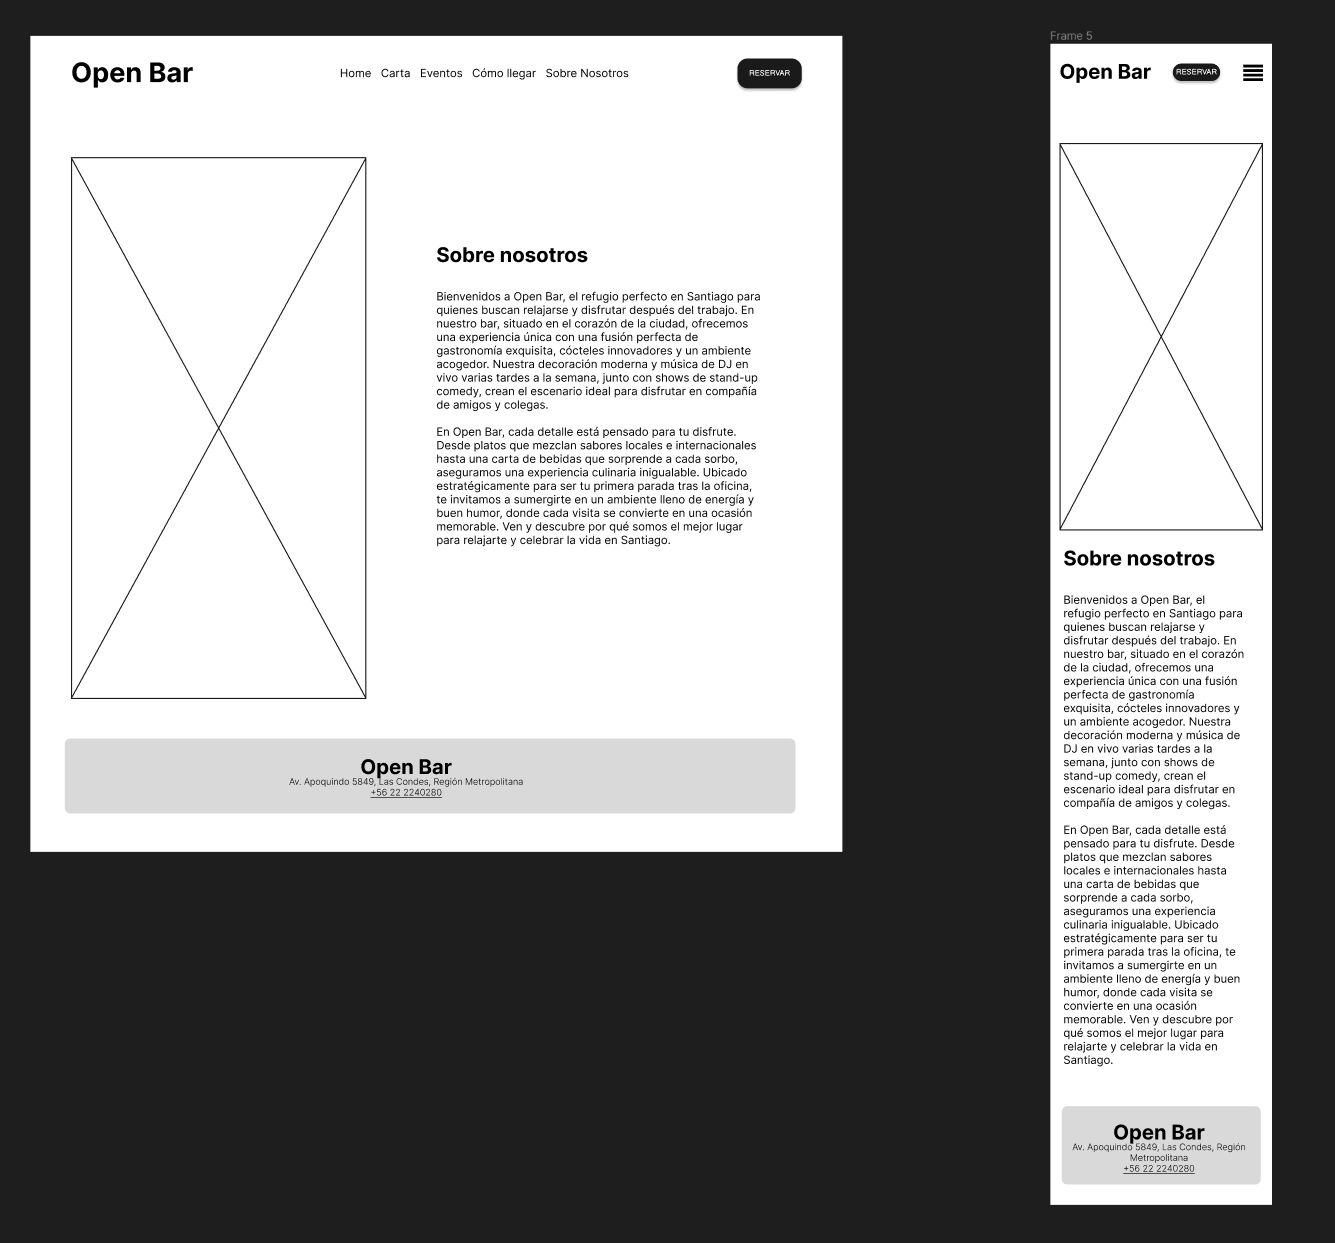 Open Bar
Home Carta Eventos Cómo llegar Sobre Nosotros
RESERVAR
Sobre nosotros
Bienvenidos a Open Bar, el refugio perfecto en Santiago para
quienes buscan relajarse y disfrutar después del trabajo. En
nuestro bar, situado en el corazón de la ciudad, ofrecemos
una experiencia única con una fusión perfecta de
gastronomía exquisita, cócteles innovadores y un ambiente
acogedor. Nuestra decoración moderna y música de DJ en
vivo varias tardes a la semana, junto con shows de stand-up
comedy, crean el escenario ideal para disfrutar en compañía
de amigos y colegas.
En Open Bar, cada detalle está pensado para tu disfrute.
Desde platos que mezclan sabores locales e internacionales
hasta una carta de bebidas que sorprende a cada sorbo,
aseguramos una experiencia culinaria inigualable. Ubicado
estratégicamente para ser tu primera parada tras la oficina,
te invitamos a sumergirte en un ambiente lleno de energía y
buen humor, donde cada visita se convierte en una ocasión
memorable. Ven y descubre por qué somos el mejor lugar
para relajarte y celebrar la vida en Santiago.
Open Bar
Av. Apoquindo 5849, Las Condes, Región Metropolitana
+56 22 2240280
Frame 5
Open Bar
RESERVAR
Sobre nosotros
Bienvenidos a Open Bar, el
refugio perfecto en Santiago para
quienes buscan relajarse y
disfrutar después del trabajo. En
nuestro bar, situado en el corazón
de la ciudad, ofrecemos una
experiencia única con una fusión
perfecta de gastronomía
exquisita, cócteles innovadores y
un ambiente acogedor. Nuestra
decoración moderna y música de
DJ en vivo varias tardes a la
semana, junto con shows de
stand-up comedy, crean el
escenario ideal para disfrutar en
compañía de amigos y colegas.
En Open Bar, cada detalle está
pensado para tu disfrute. Desde
platos que mezclan sabores
locales e internacionales hasta
una carta de bebidas que
sorprende a cada sorbo,
aseguramos una experiencia
culinaria inigualable. Ubicado
estratégicamente para ser tu
primera parada tras la oficina, te
invitamos a sumergirte en un
ambiente lleno de energía y buen
humor, donde cada visita se
convierte en una ocasión
memorable. Ven y descubre por
qué somos el mejor lugar para
relajarte y celebrar la vida en
Santiago.
Open Bar
Av. Apoquindo 5849, Las Condes, Región
Metropolitana
+56 22 2240280